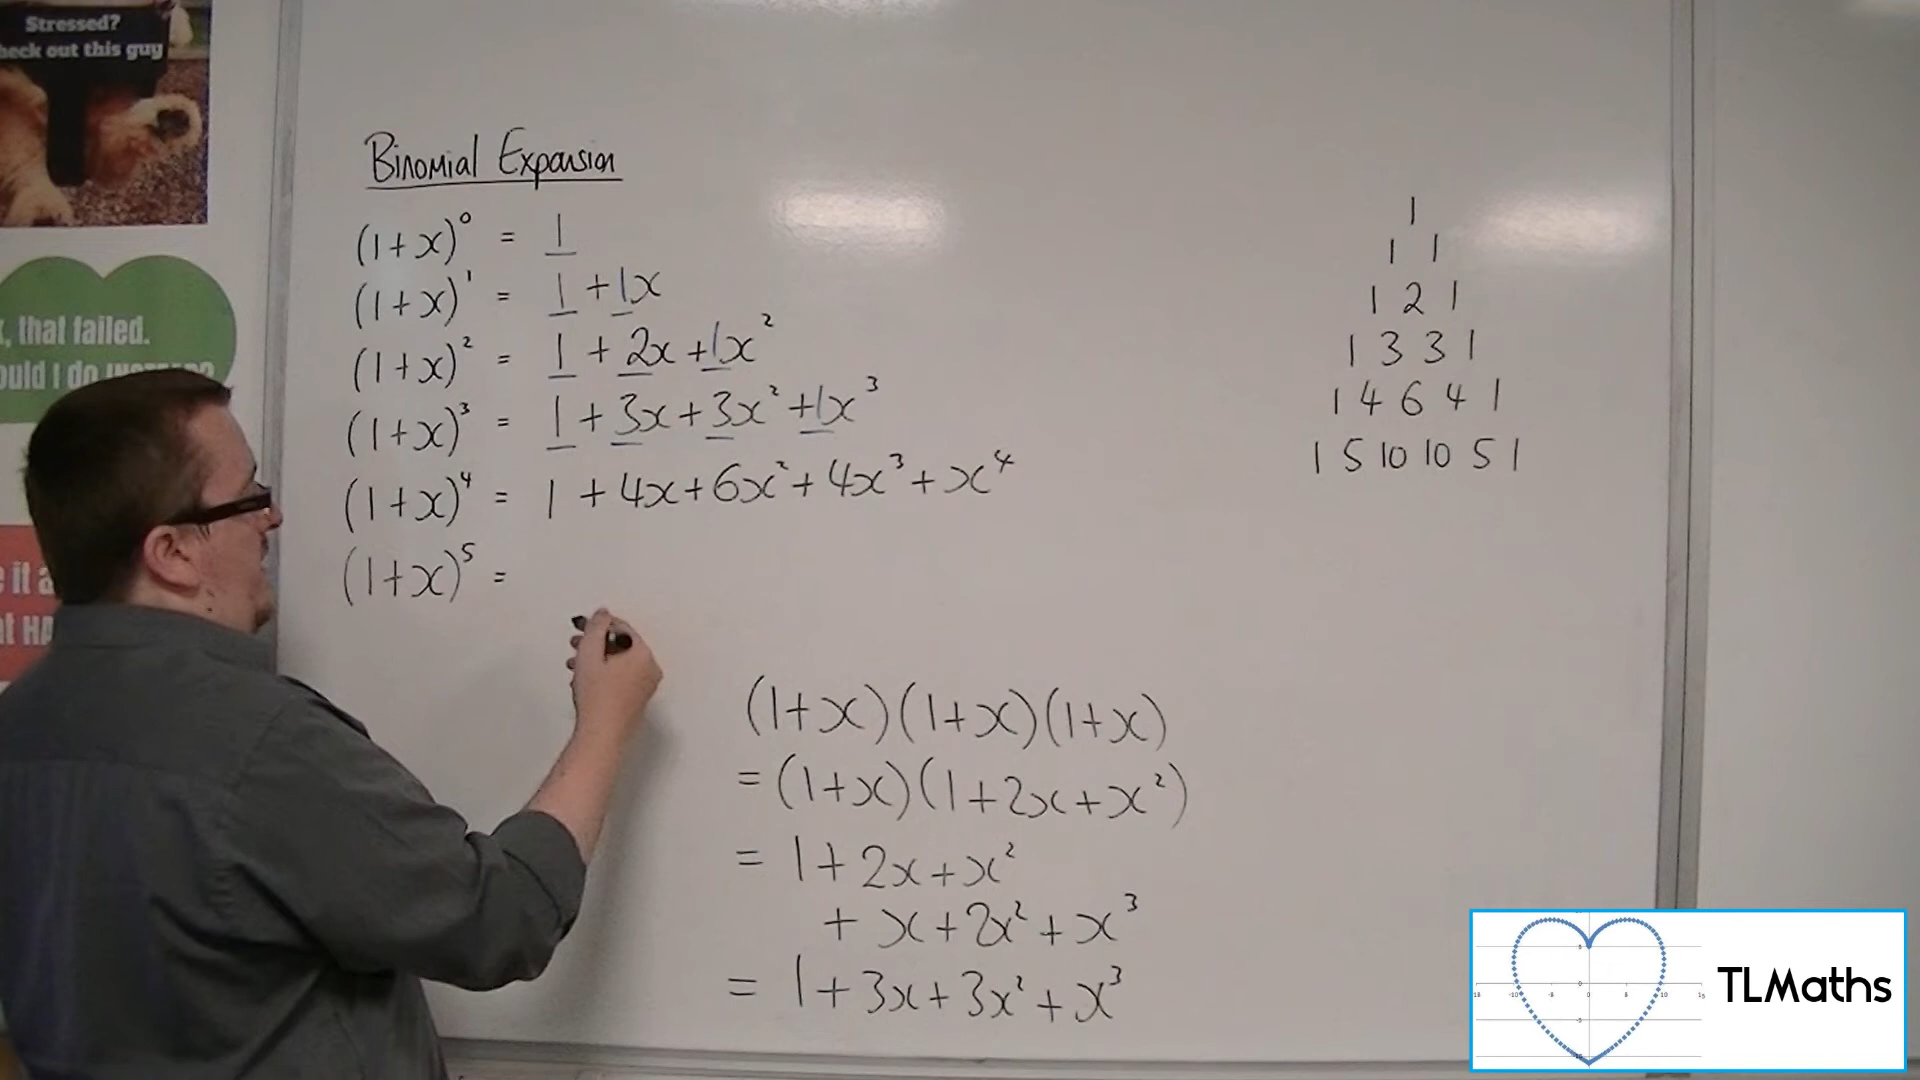 Stressed?
heck out this guy
, that failed.
ould I do
it a
at HA
Binomial Expansion
(1+x)⁰ = 1
(1+x)¹ = 1 + 1x
(1+x)² = 1 + 2x + 1x²
(1+x)³ = 1 + 3x + 3x² + 1x³
(1+x)⁴ = 1 + 4x + 6x² + 4x³ + x⁴
(1+x)⁵ =
1
1 1
1 2 1
1 3 3 1
1 4 6 4 1
1 5 10 10 5 1
(1+x)(1+x)(1+x)
= (1+x)(1+2x+x²)
= 1+2x+x²
+ x+2x²+x³
= 1+3x+3x²+x³
TLMaths